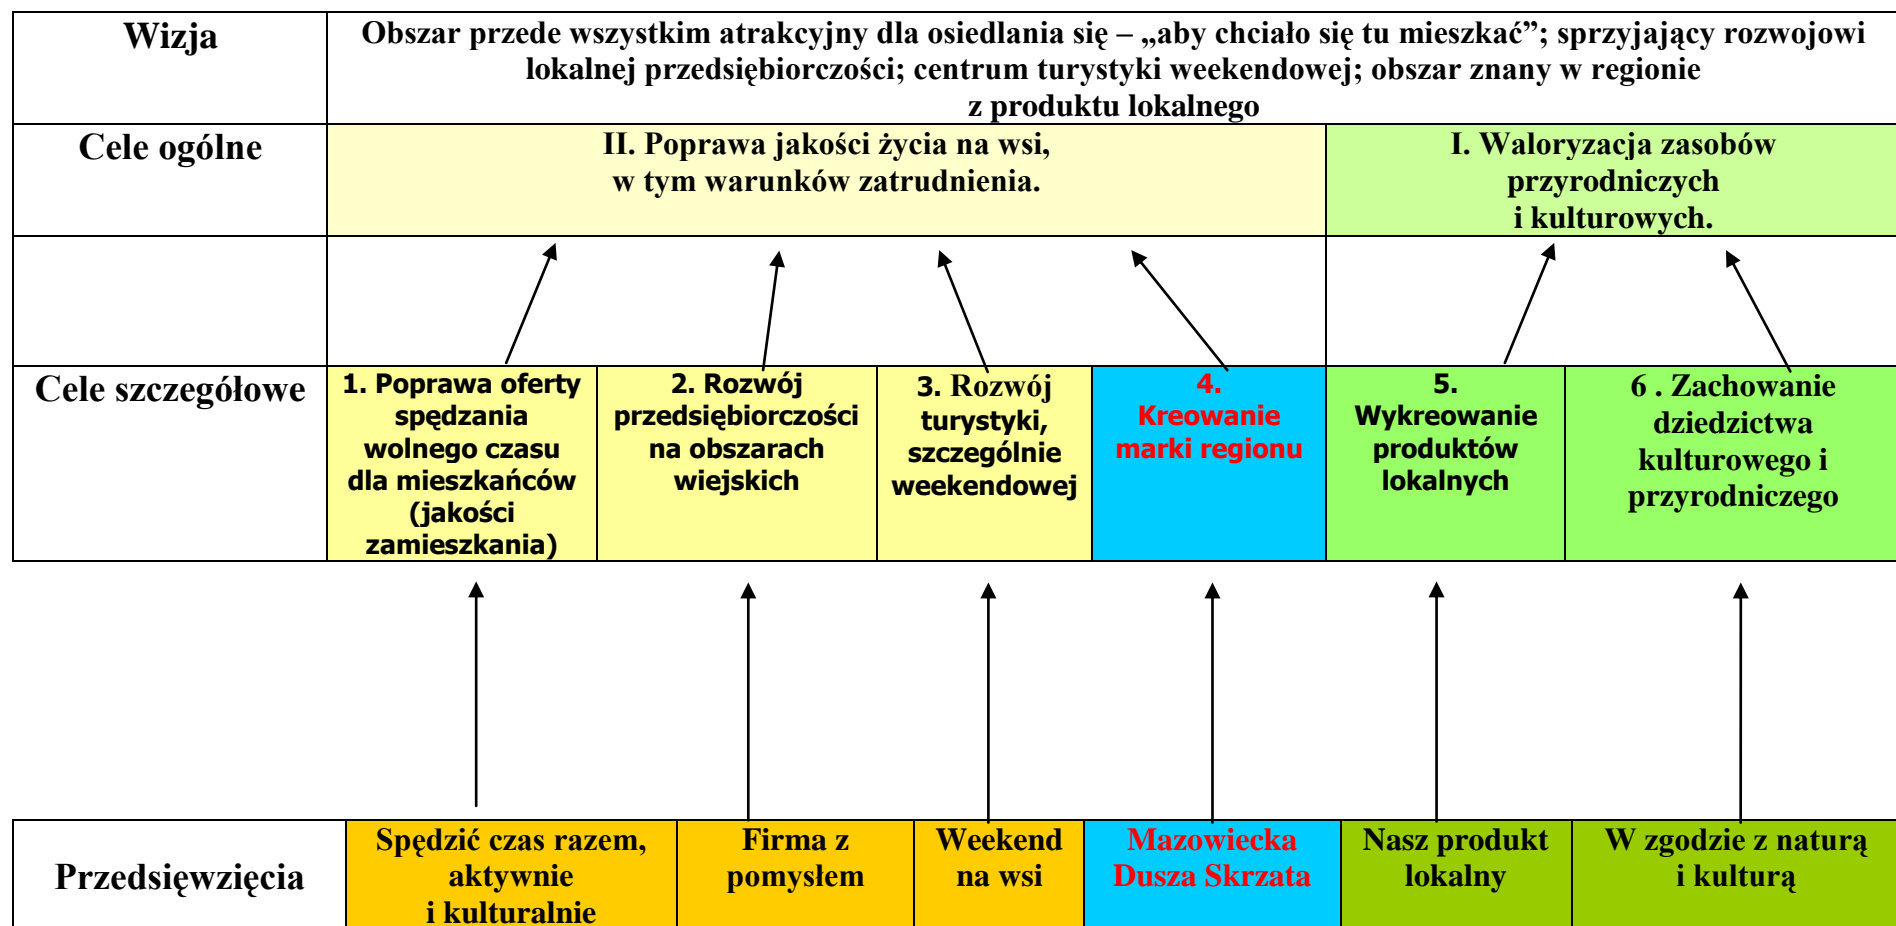 Wizja
Obszar przede wszystkim atrakcyjny dla osiedlania się – „aby chciało się tu mieszkać”; sprzyjający rozwojowi
lokalnej przedsiębiorczości; centrum turystyki weekendowej; obszar znany w regionie
z produktu lokalnego
Cele ogólne
II. Poprawa jakości życia na wsi,
w tym warunków zatrudnienia.
I. Waloryzacja zasobów
przyrodniczych
i kulturowych.
Cele szczegółowe
1. Poprawa oferty
spędzania
wolnego czasu
dla mieszkańców
(jakości
zamieszkania)
2. Rozwój
przedsiębiorczości
na obszarach
wiejskich
3. Rozwój
turystyki,
szczególnie
weekendowej
4.
Kreowanie
marki regionu
5.
Wykreowanie
produktów
lokalnych
6 . Zachowanie
dziedzictwa
kulturowego i
przyrodniczego
Przedsięwzięcia
Spędzić czas razem,
aktywnie
i kulturalnie
Firma z
pomysłem
Weekend
na wsi
Mazowiecka
Dusza Skrzata
Nasz produkt
lokalny
W zgodzie z naturą
i kulturą